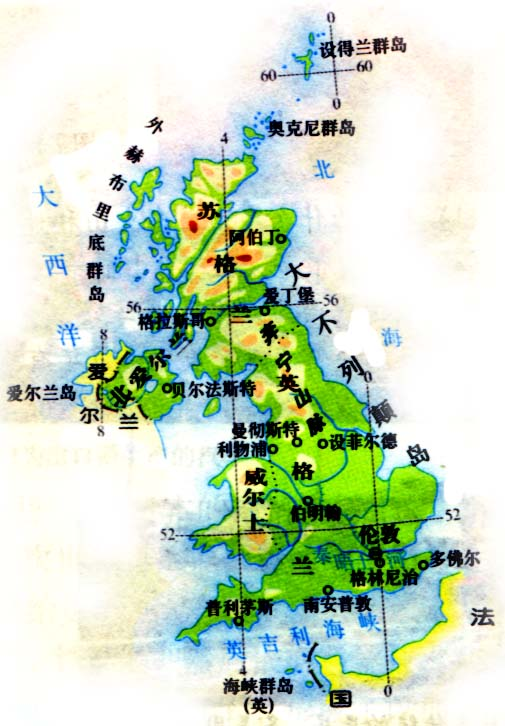 0
设得兰群岛
60
60
0
奥克尼群岛
4
外赫布里底群岛
北海
大西洋
苏格兰
阿伯丁
爱丁堡
56
56
格拉斯哥
大不列颠岛
奔宁山脉
8
爱尔兰
爱尔兰岛
北爱尔兰
贝尔法斯特
8
0
曼彻斯特
设菲尔德
利物浦
英格兰
威尔士
伯明翰
52
52
伦敦
泰晤士河
多佛尔
格林尼治
普利茅斯
南安普敦
英吉利海峡
法国
4
海峡群岛
(英)
0